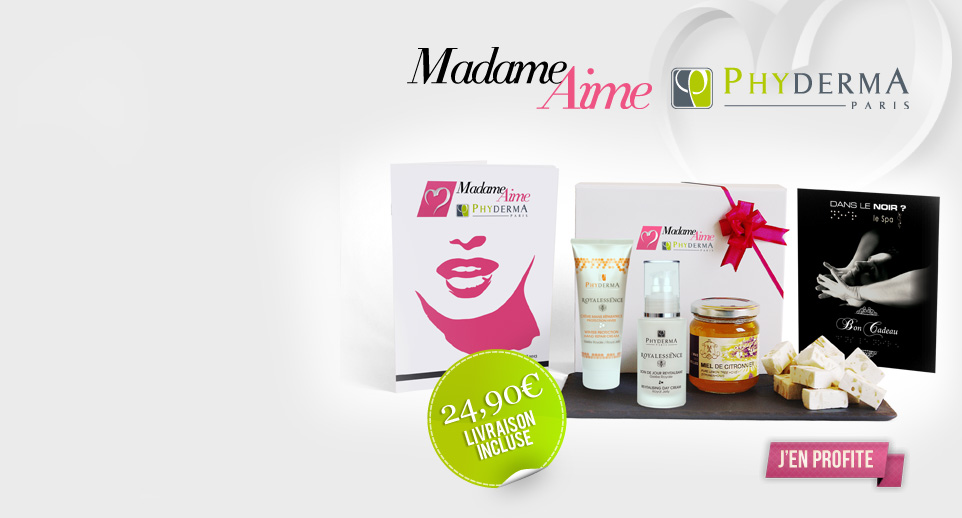 Madame
Aime
PHYDERMA
PARIS
Madame
Aime
PHYDERMA
PARIS
DANS LE NOIR ?
le Spa
Bon Cadeau
Madame
Aime
PHYDERMA
PARIS
PHYDERMA
ROYALESSENCE
PHYDERMA
ROYALESSENCE
SOIN DE JOUR REVITALISANT
REVITALISING DAY CREAM
MIEL DE CITRONNIER
24,90€
LIVRAISON
INCLUSE
J'EN PROFITE